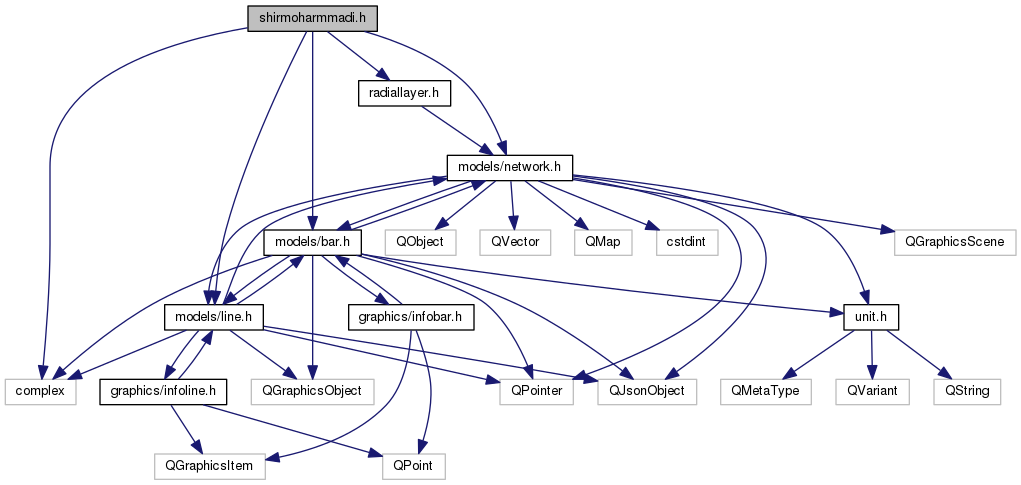 shirmoharmmadi.h
radiallayer.h
models/network.h
models/bar.h
QObject
QVector
QMap
cstdint
QGraphicsScene
models/line.h
graphics/infobar.h
unit.h
complex
graphics/infoline.h
QGraphicsObject
QPointer
QJsonObject
QMetaType
QVariant
QString
QGraphicsItem
QPoint